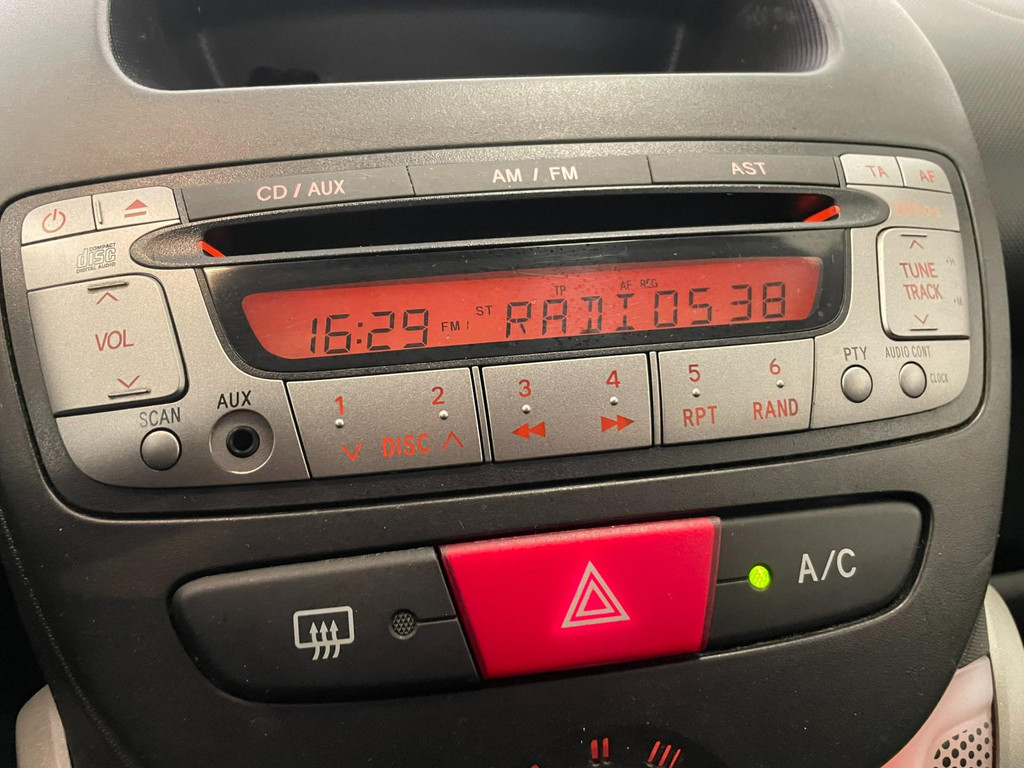 CD / AUX
AM / FM
AST
TA
AF
COMPACT
disc
DIGITAL AUDIO
VOL
16:29
FM1
ST
TP
AF REG
RADIO538
TUNE
TRACK
SCAN
AUX
1
2
DISC
3
4
5
RPT
6
RAND
PTY
AUDIO CONT
CLOCK
A/C